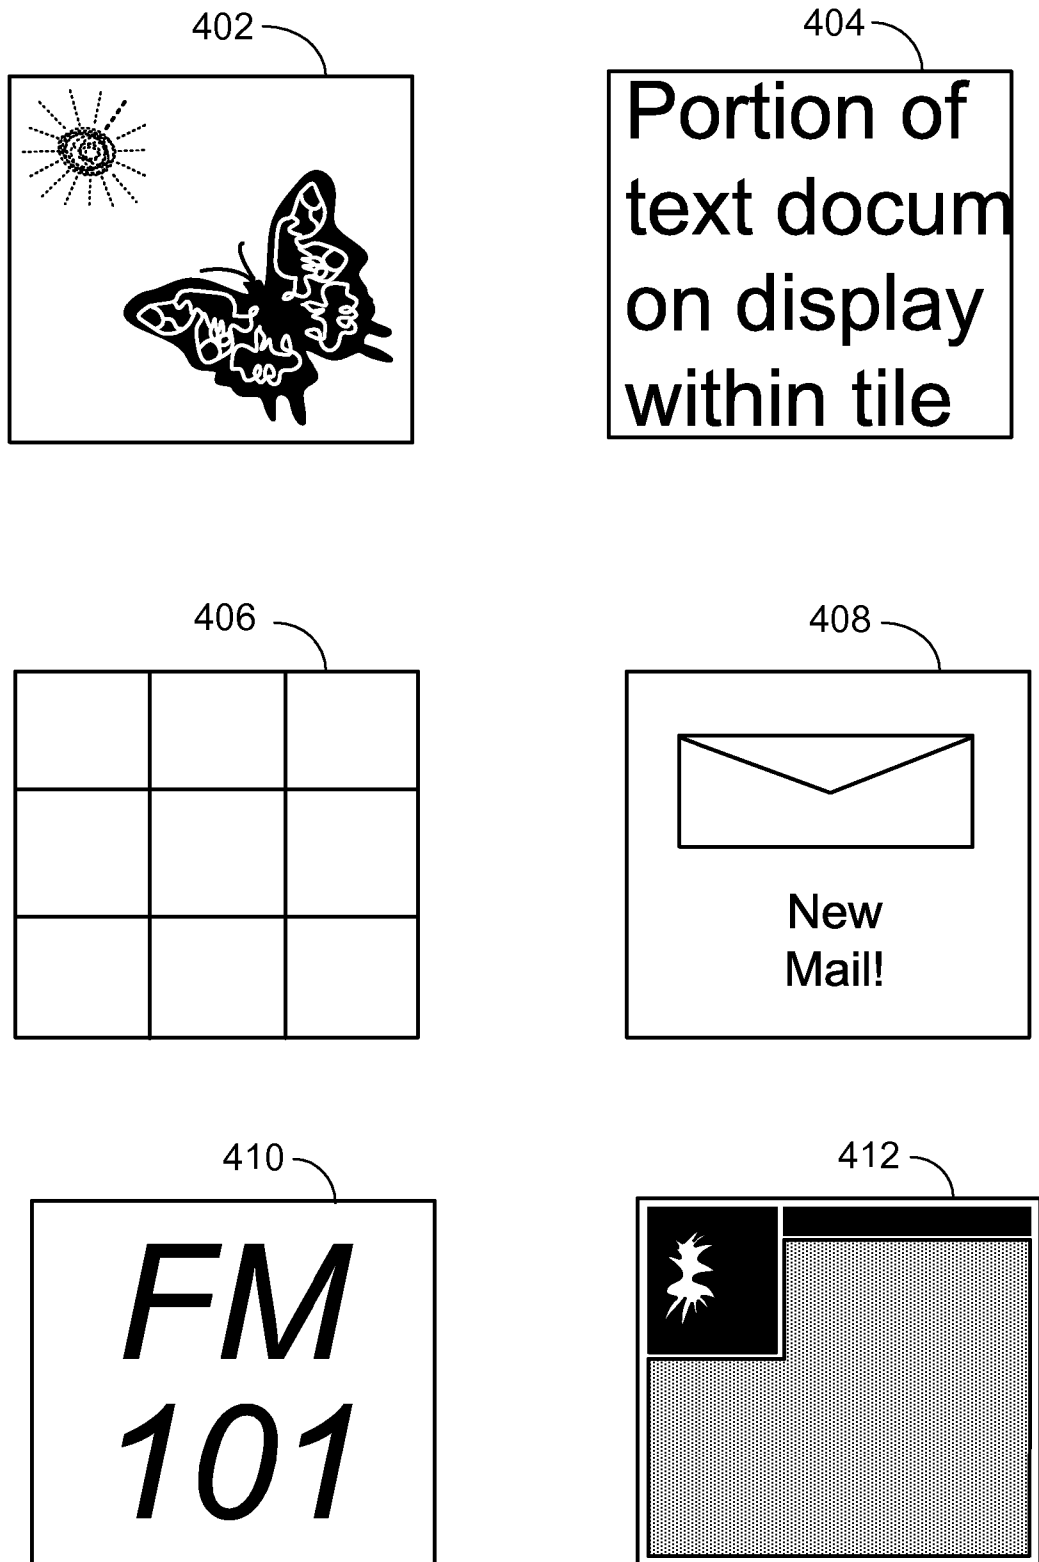 402
404
Portion of
text docum
on display
within tile
406
408
New
Mail!
410
412
FM
101